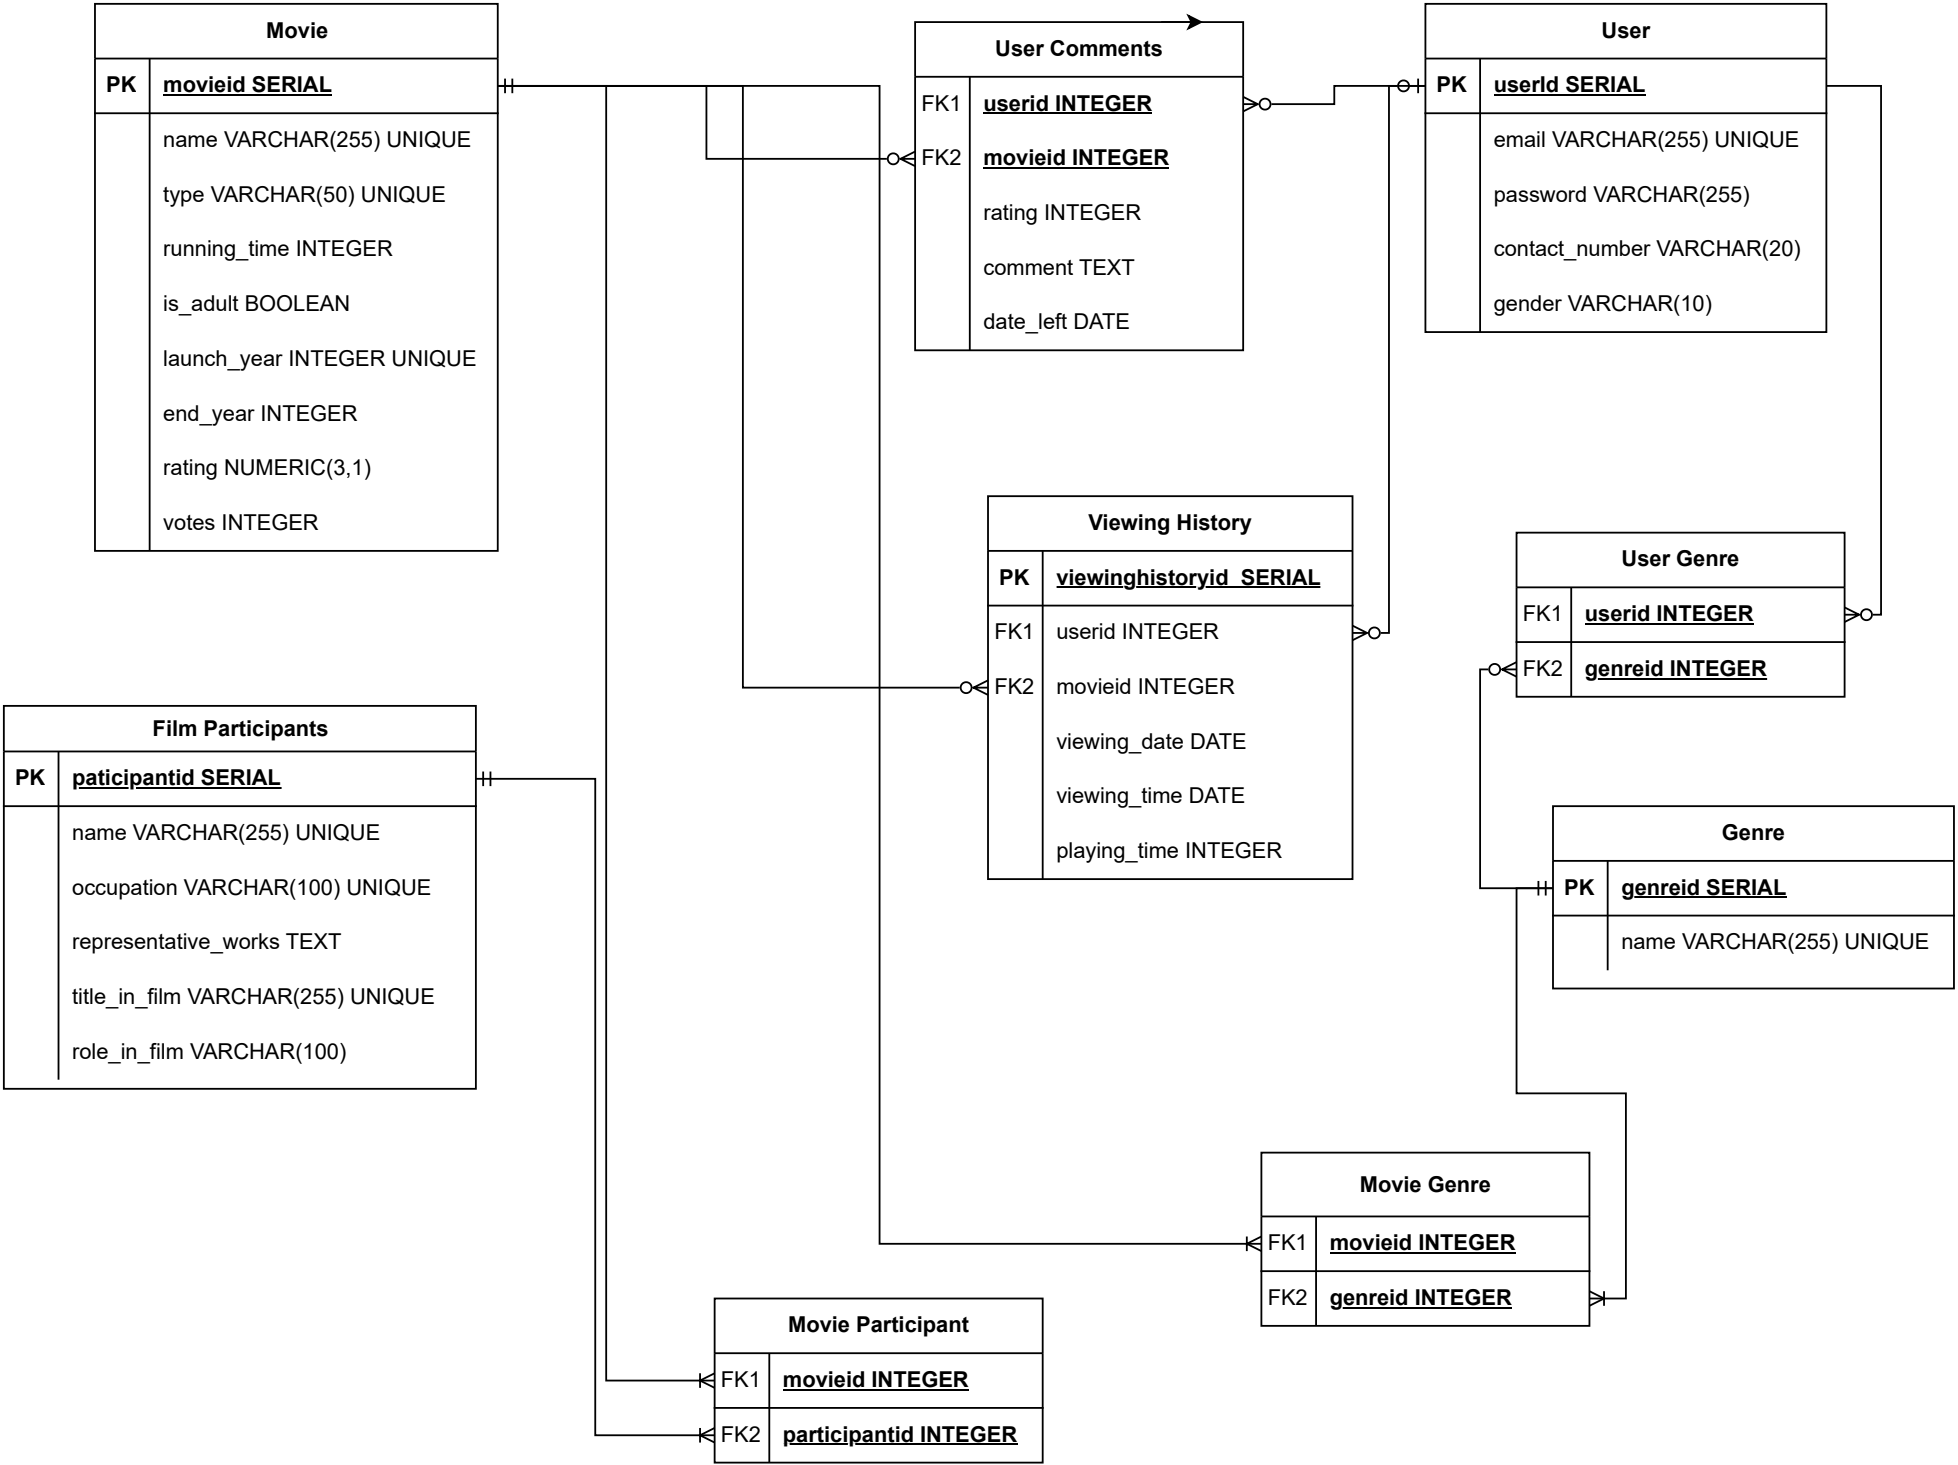 Movie
PK movieid SERIAL
name VARCHAR(255) UNIQUE
type VARCHAR(50) UNIQUE
running_time INTEGER
is_adult BOOLEAN
launch_year INTEGER UNIQUE
end_year INTEGER
rating NUMERIC(3,1)
votes INTEGER
User Comments
FK1 userid INTEGER
FK2 movieid INTEGER
rating INTEGER
comment TEXT
date_left DATE
User
PK userId SERIAL
email VARCHAR(255) UNIQUE
password VARCHAR(255)
contact_number VARCHAR(20)
gender VARCHAR(10)
Viewing History
PK viewinghistoryid SERIAL
FK1 userid INTEGER
FK2 movieid INTEGER
viewing_date DATE
viewing_time DATE
playing_time INTEGER
User Genre
FK1 userid INTEGER
FK2 genreid INTEGER
Film Participants
PK paticipantid SERIAL
name VARCHAR(255) UNIQUE
occupation VARCHAR(100) UNIQUE
representative_works TEXT
title_in_film VARCHAR(255) UNIQUE
role_in_film VARCHAR(100)
Genre
PK genreid SERIAL
name VARCHAR(255) UNIQUE
Movie Genre
FK1 movieid INTEGER
FK2 genreid INTEGER
Movie Participant
FK1 movieid INTEGER
FK2 participantid INTEGER